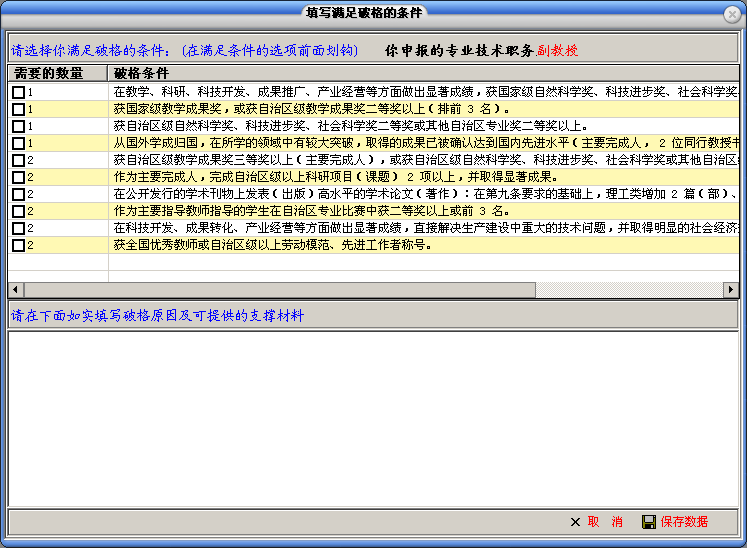 填写满足破格的条件
请选择你满足破格的条件：(在满足条件的选项前面划钩) 你申报的专业技术职务副教授
需要的数量 破格条件
1 在教学、科研、科技开发、成果推广、产业经营等方面做出显著成绩，获国家级自然科学奖、科技进步奖、社会科学奖
1 获国家级教学成果奖，或获自治区级教学成果奖二等奖以上（排前 3 名）。
1 获自治区级自然科学奖、科技进步奖、社会科学奖二等奖或其他自治区专业奖二等奖以上。
1 从国外学成归国，在所学的领域中有较大突破，取得的成果已被确认达到国内先进水平（主要完成人， 2 位同行教授书
2 获自治区级教学成果奖三等奖以上（主要完成人），或获自治区级自然科学奖、科技进步奖、社会科学奖或其他自治区
2 作为主要完成人，完成自治区级以上科研项目（课题）2 项以上，并取得显著成果。
2 在公开发行的学术刊物上发表（出版）高水平的学术论文（著作）：在第九条要求的基础上，理工类增加 2 篇（部）、
2 作为主要指导教师指导的学生在自治区专业比赛中获二等奖以上或前 3 名。
2 在科技开发、成果转化、产业经营等方面做出显著成绩，直接解决生产建设中重大的技术问题，并取得明显的社会经济
2 获全国优秀教师或自治区级以上劳动模范、先进工作者称号。
请在下面如实填写破格原因及可提供的支撑材料
取 消 保存数据